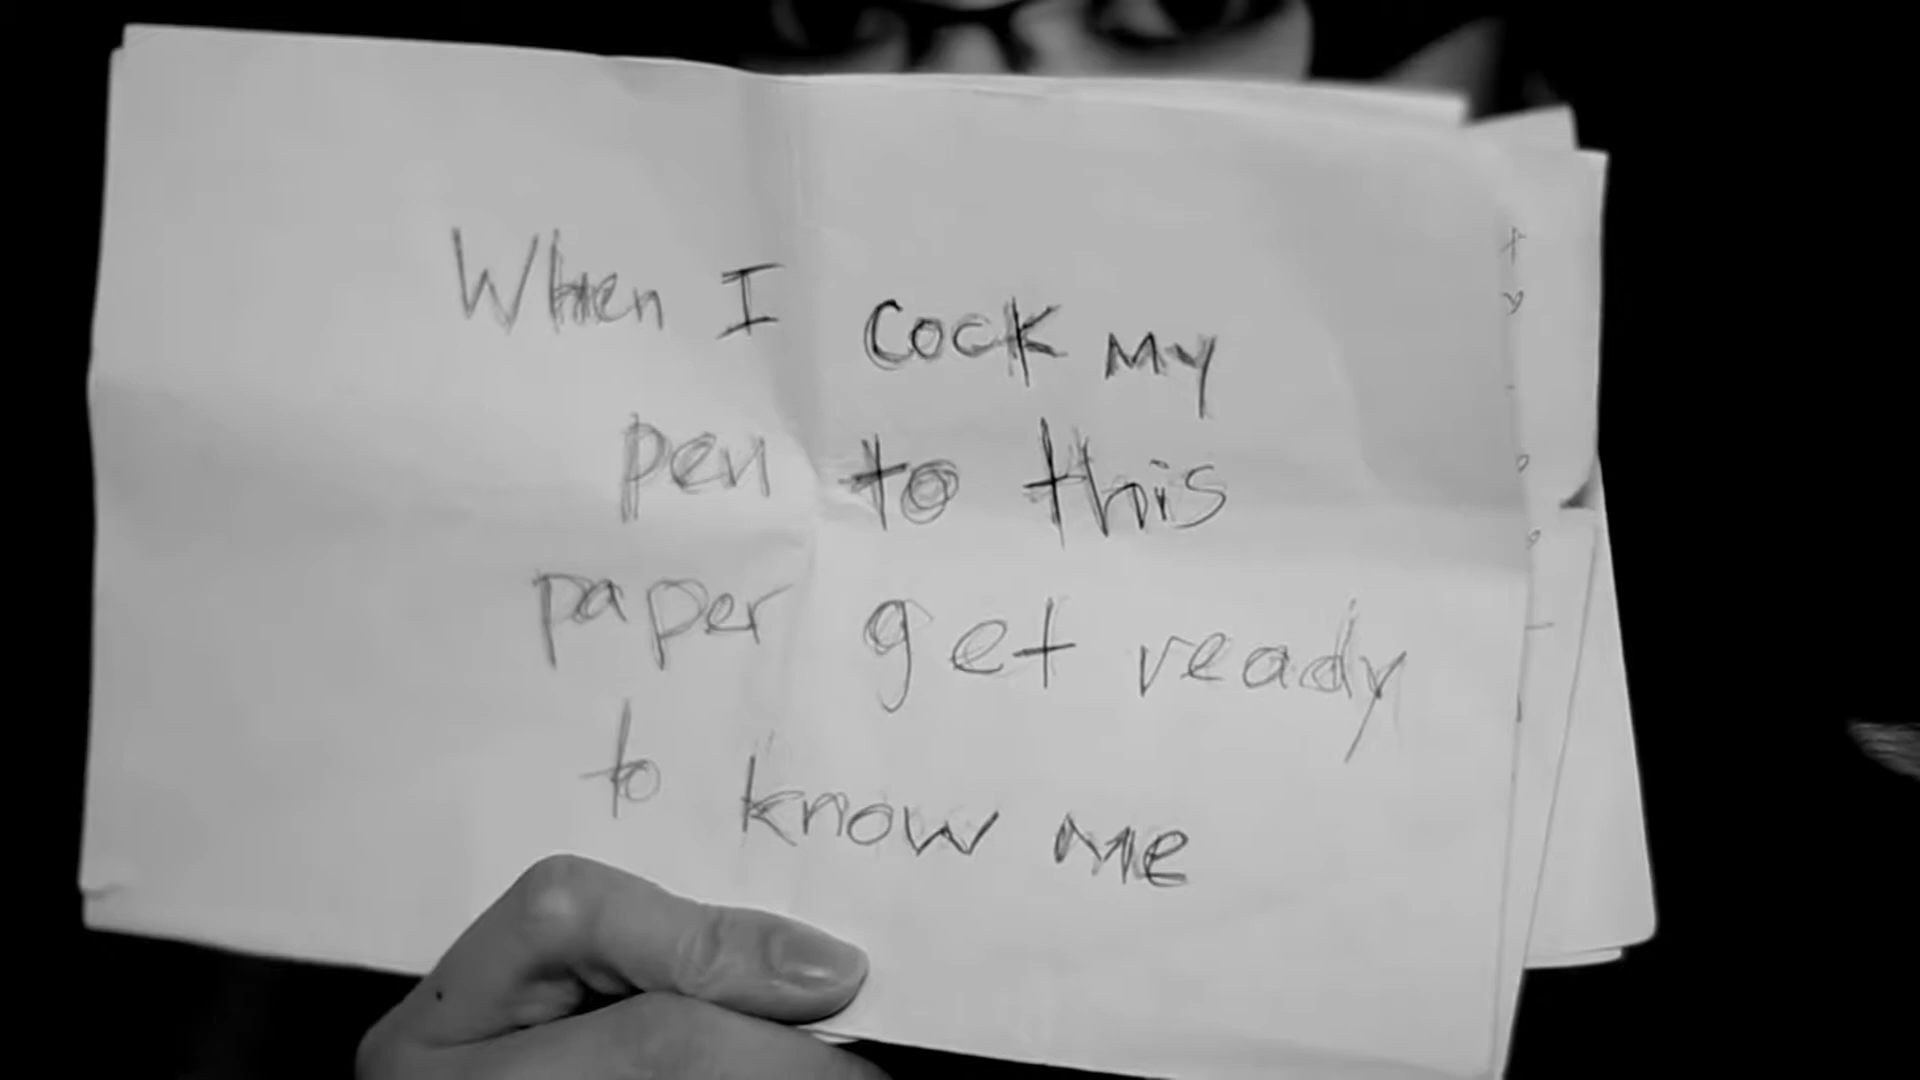 When I cock my
pen to this
paper get ready
to know me